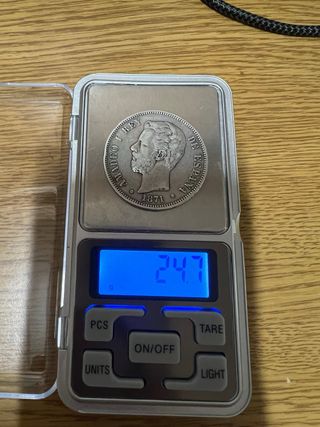 AMADEO I REY
DE ESPAÑA
* 1871 *
24.7
g
PCS
TARE
ON/OFF
UNITS
LIGHT